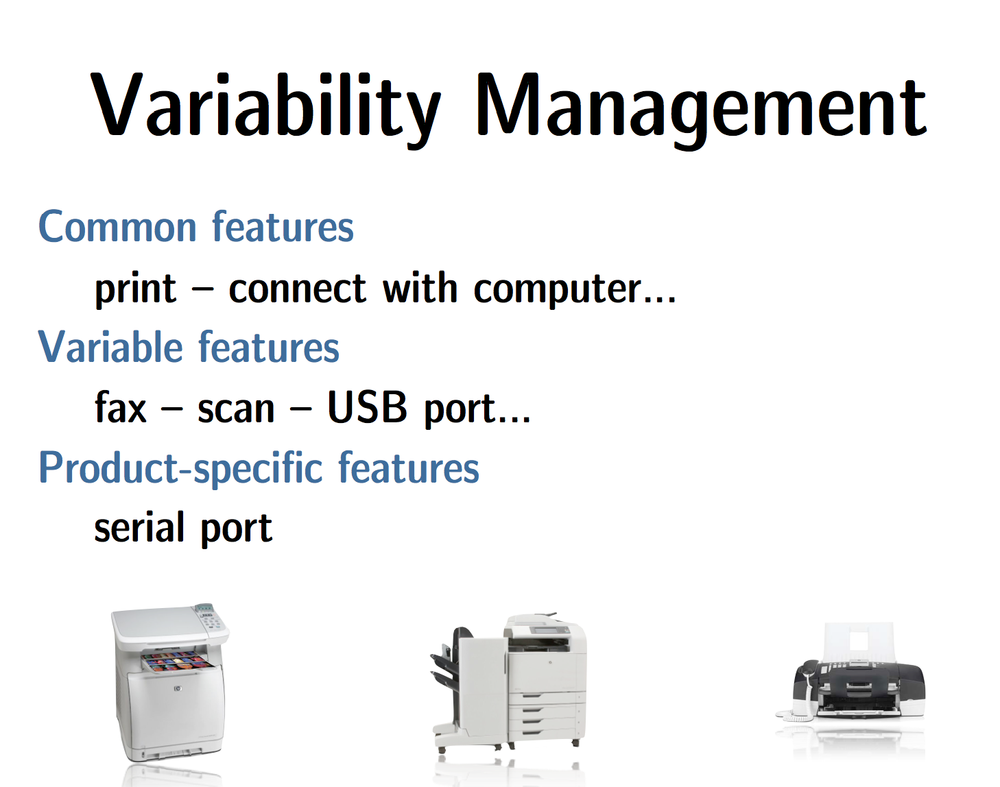 Variability Management
Common features
print – connect with computer...
Variable features
fax – scan – USB port...
Product-specific features
serial port